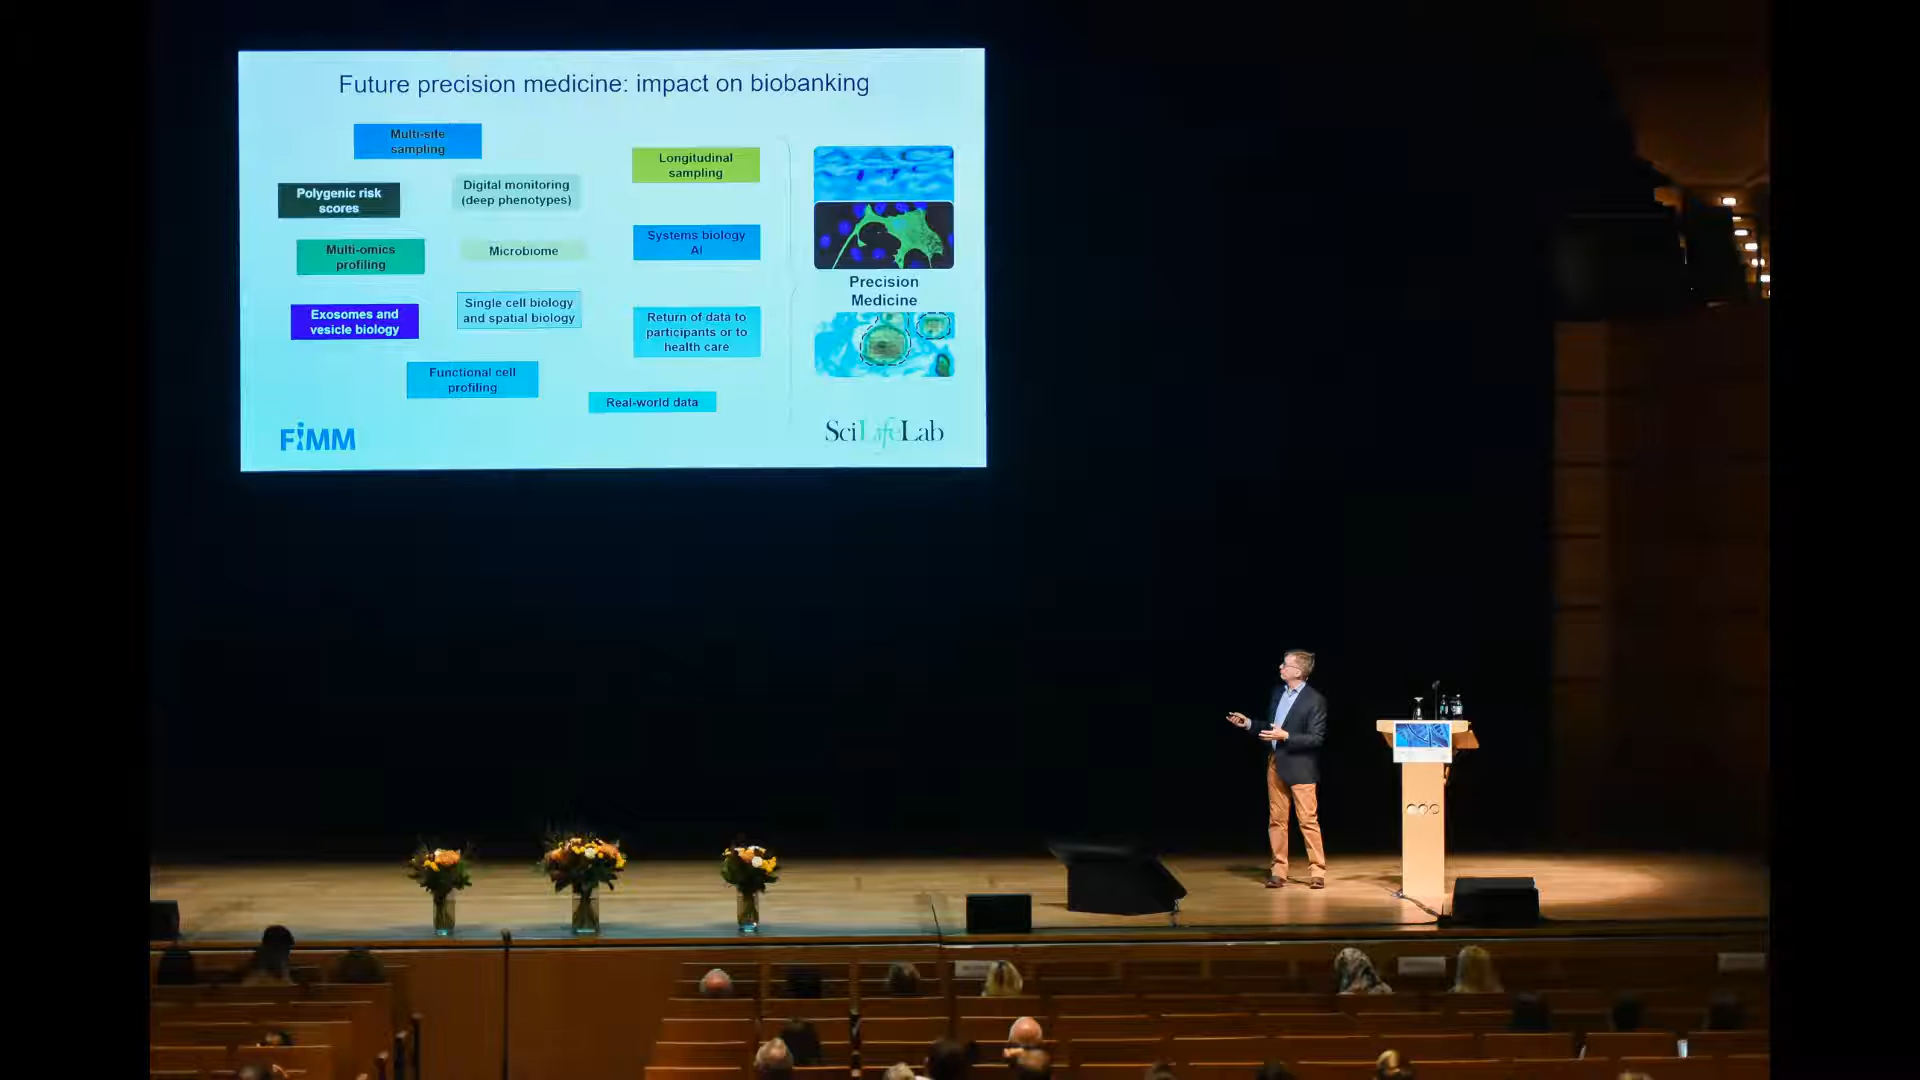 Future precision medicine: impact on biobanking
Multi-site
sampling
Longitudinal
sampling
Polygenic risk
scores
Digital monitoring
(deep phenotypes)
Multi-omics
profiling
Microbiome
Systems biology
AI
Exosomes and
vesicle biology
Single cell biology
and spatial biology
Return of data to
participants or to
health care
Functional cell
profiling
Real-world data
Precision
Medicine
FiMM
SciLifeLab